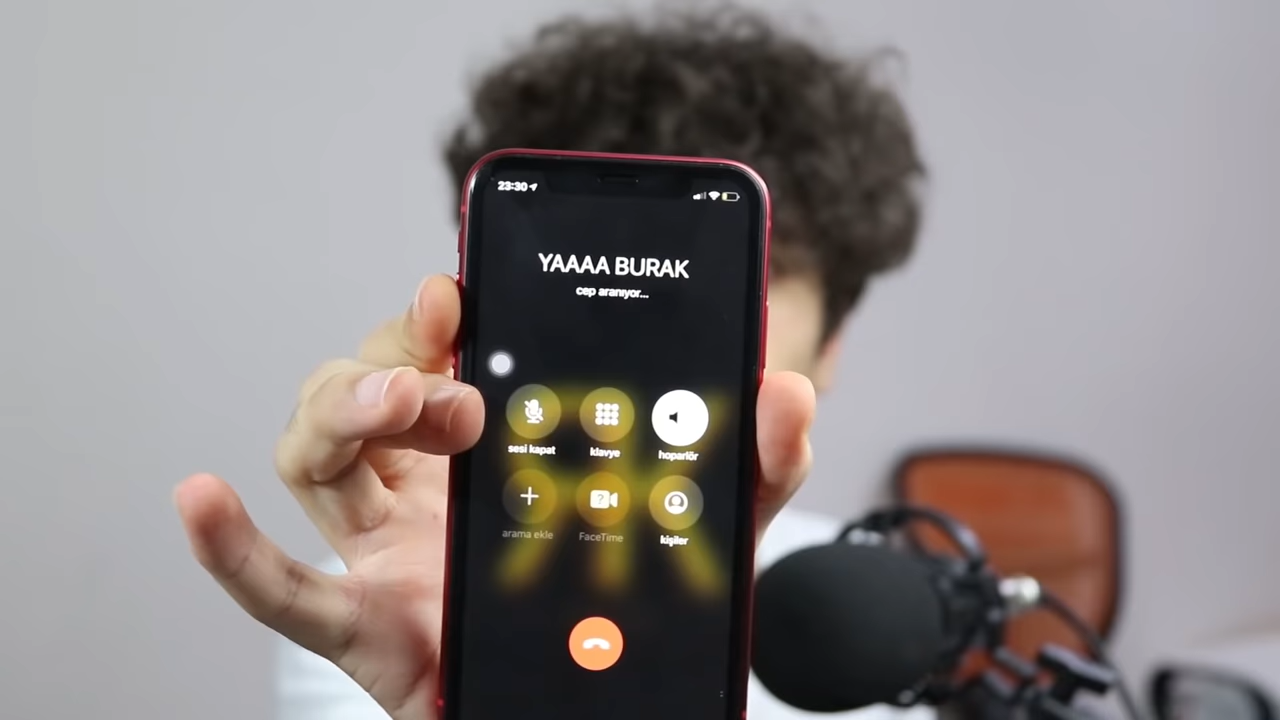 23:30
YAAAA BURAK
cep aranıyor...
sesi kapat
klavye
hoparlör
arama ekle
FaceTime
kişiler